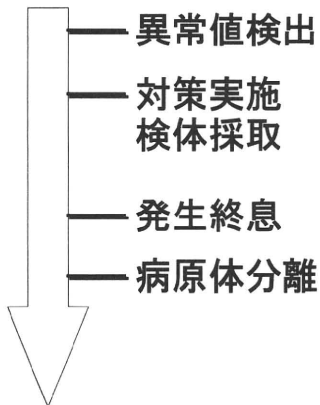 異常値検出
対策実施
検体採取
発生終息
病原体分離